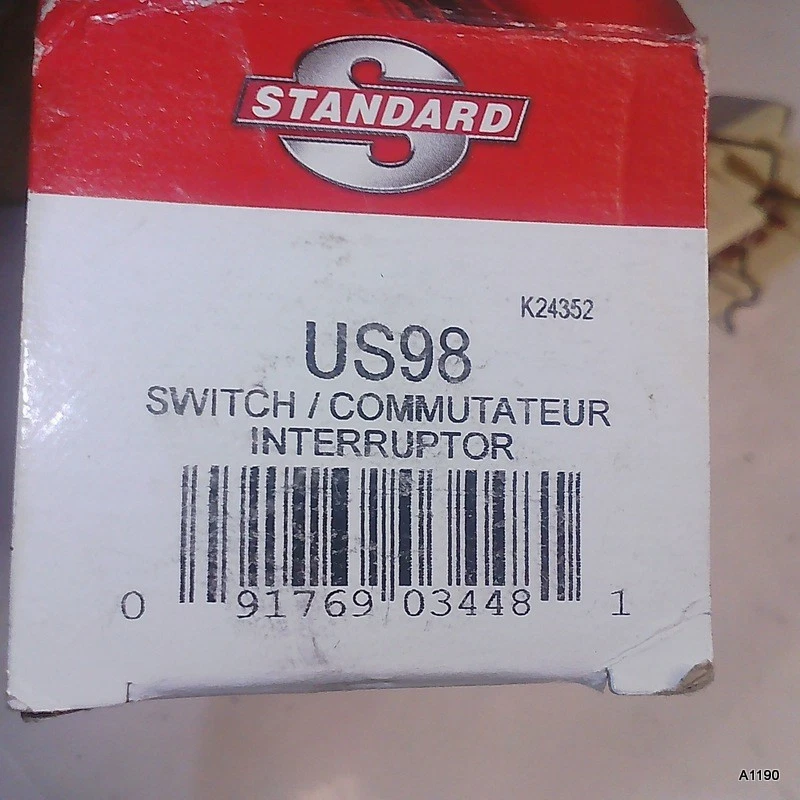 STANDARD
K24352
US98
SWITCH / COMMUTATEUR
INTERRUPTOR
0 91769 03448 1
A1190